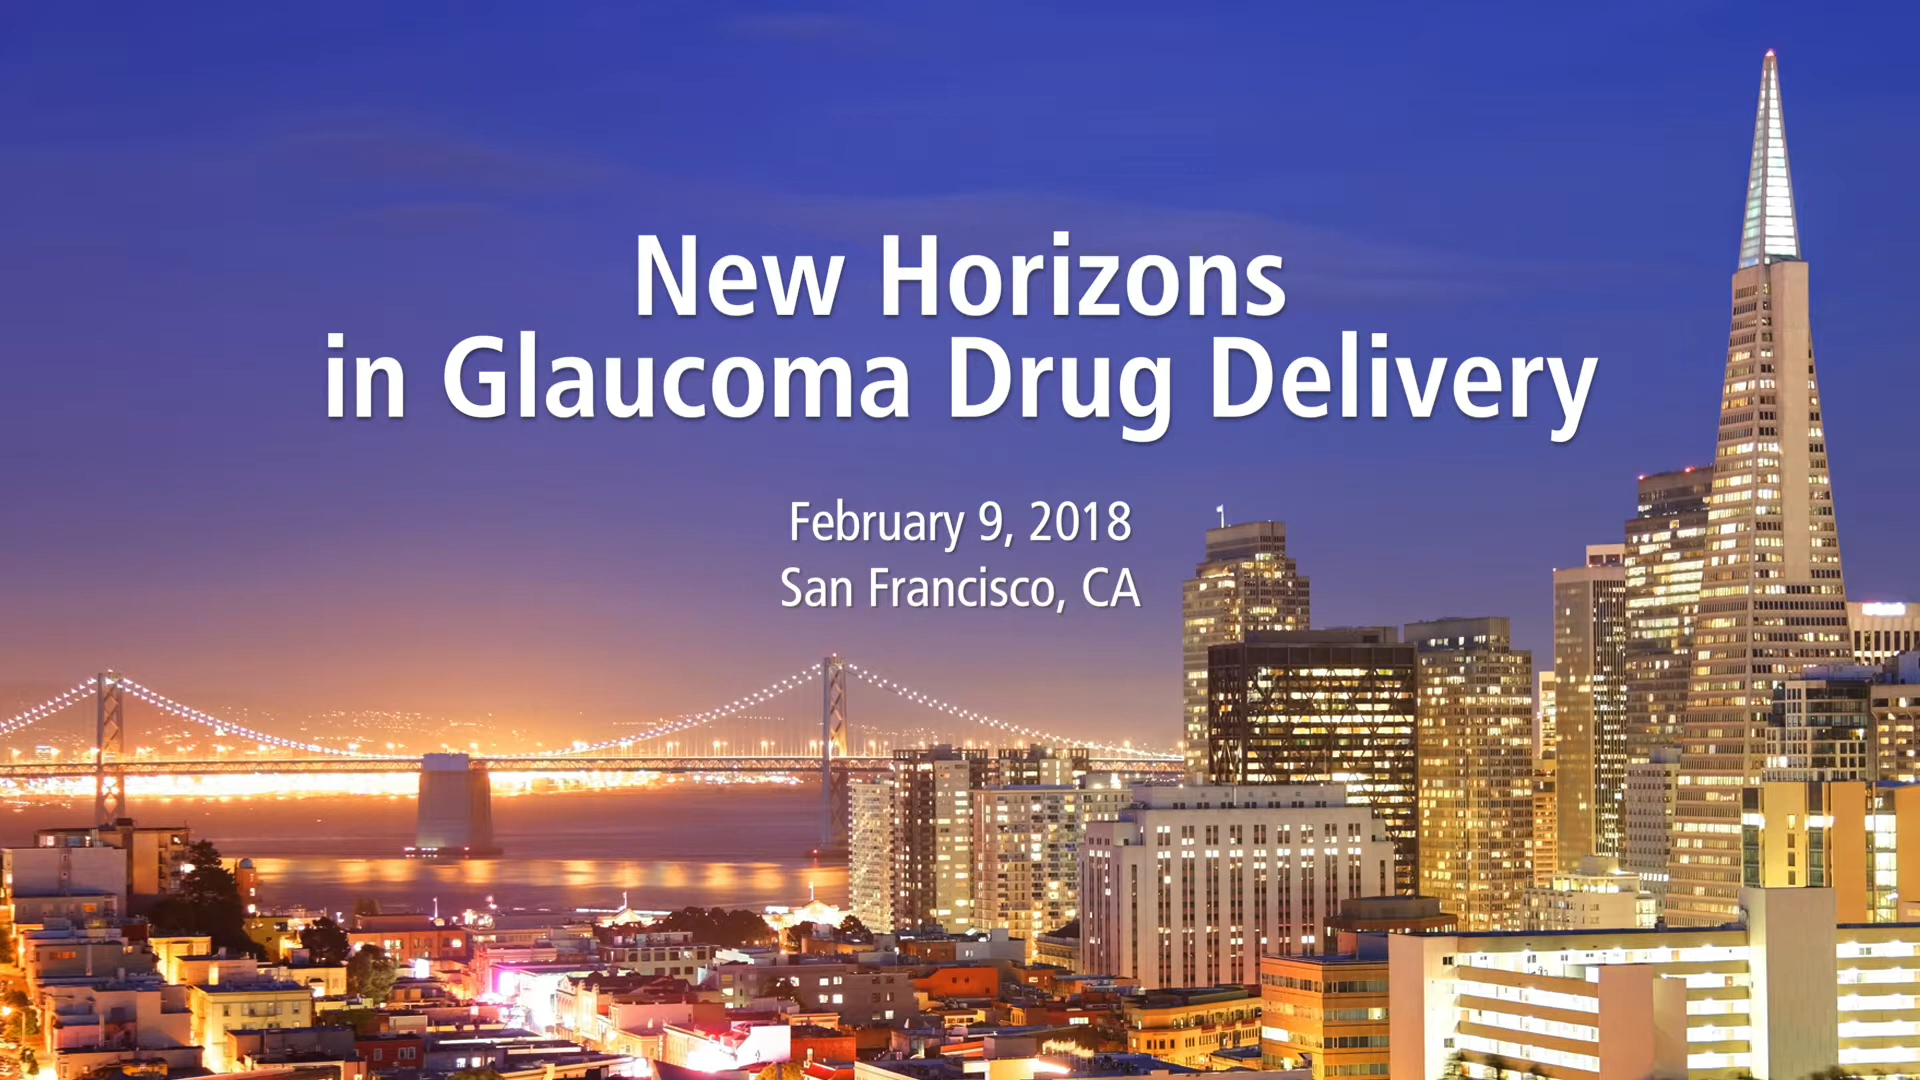 New Horizons
in Glaucoma Drug Delivery
February 9, 2018
San Francisco, CA